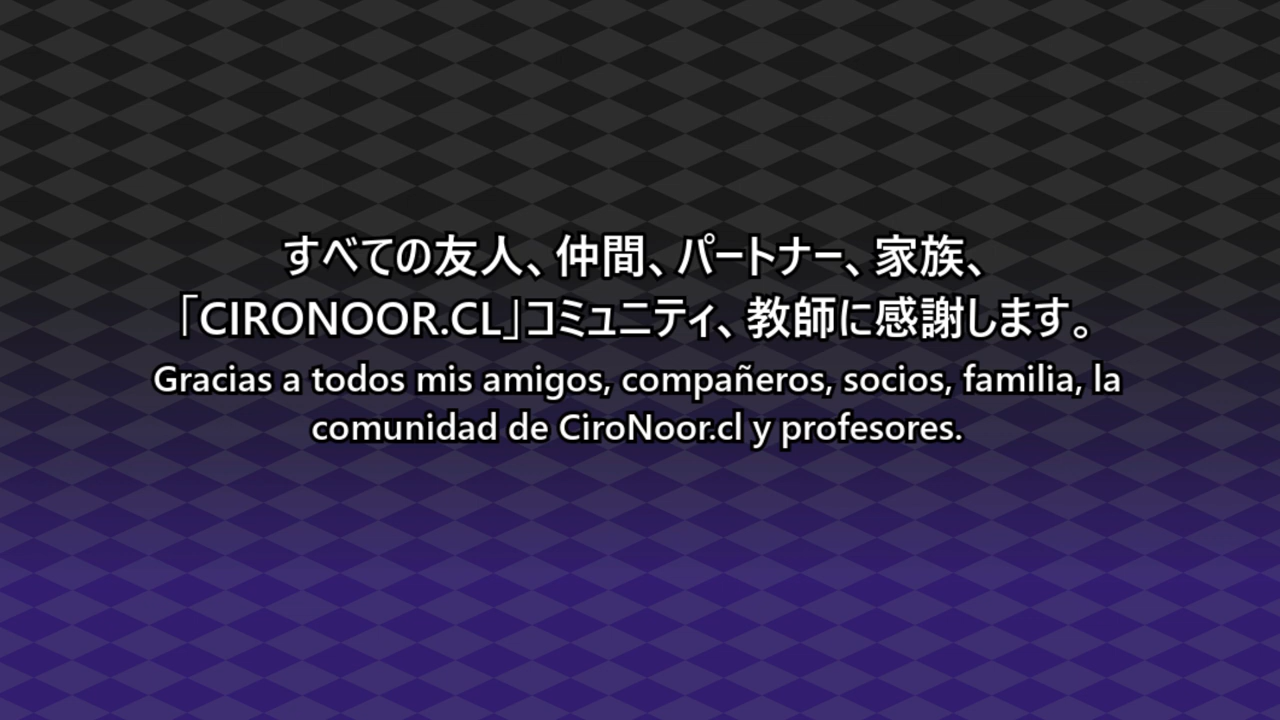 すべての友人、仲間、パートナー、家族、
「CIRONOOR.CL」コミュニティ、教師に感謝します。
Gracias a todos mis amigos, compañeros, socios, familia, la
comunidad de CiroNoor.cl y profesores.